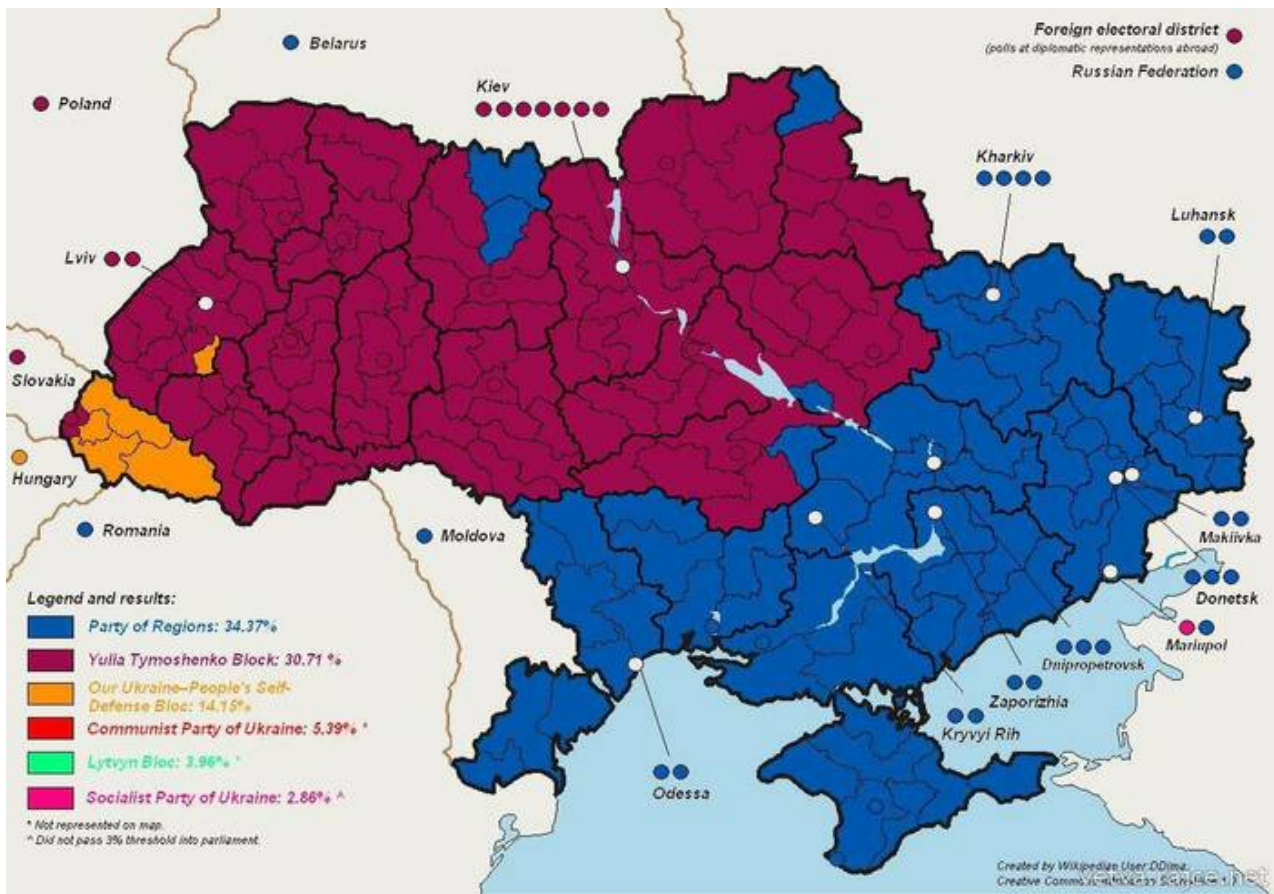 Foreign electoral district
(polls at diplomatic representations abroad)
Russian Federation
Belarus
Poland
Kiev
Kharkiv
Luhansk
Lviv
Slovakia
Hungary
Romania
Moldova
Makiivka
Donetsk
Mariupol
Dnipropetrovsk
Zaporizhia
Kryvyi Rih
Odessa
Legend and results:
Party of Regions: 34.37%
Yulia Tymoshenko Block: 30.71 %
Our Ukraine–People's Self-
Defense Bloc: 14.15%
Communist Party of Ukraine: 5.39% *
Lytvyn Bloc: 3.96% *
Socialist Party of Ukraine: 2.86% ^
* Not represented on map.
^ Did not pass 3% threshold into parliament.
Created by Wikipedian User:DDima.
Creative Commons